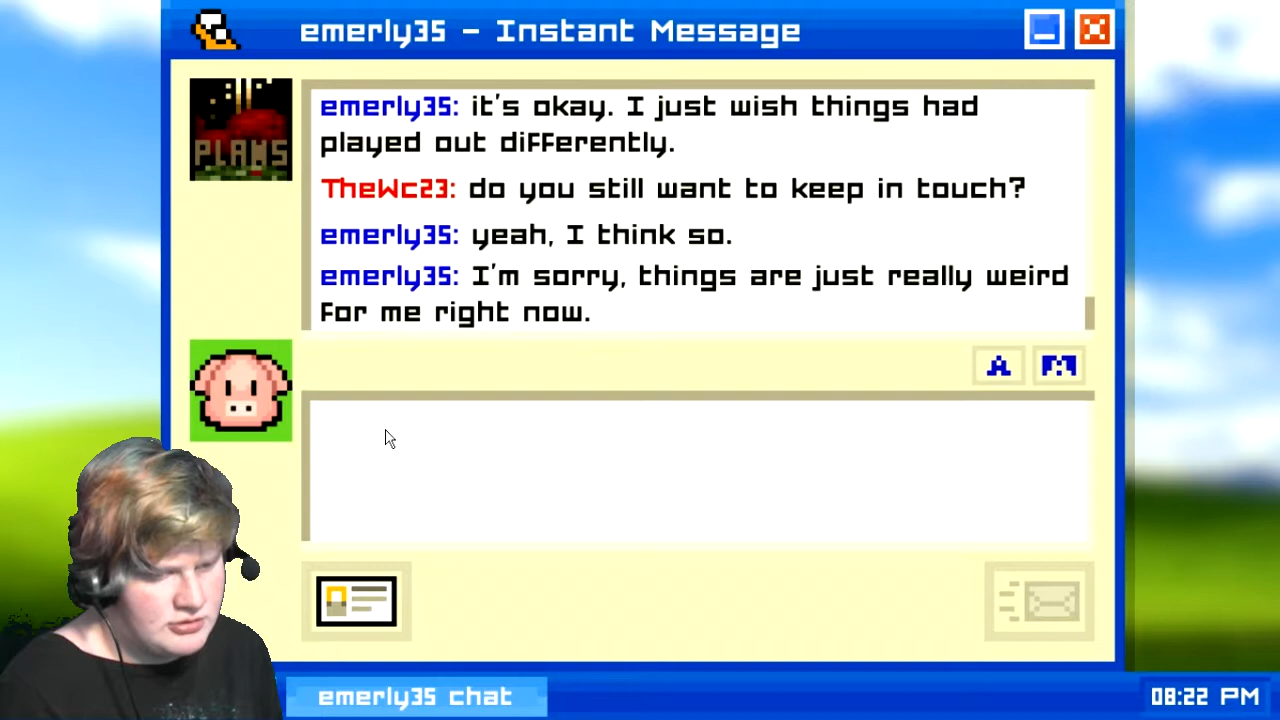 emerly35 - Instant Message
PLANS
emerly35: it's okay. I just wish things had
played out differently.
TheWc23: do you still want to keep in touch?
emerly35: yeah, I think so.
emerly35: I'm sorry, things are just really weird
for me right now.
A
emerly35 chat
08:22 PM